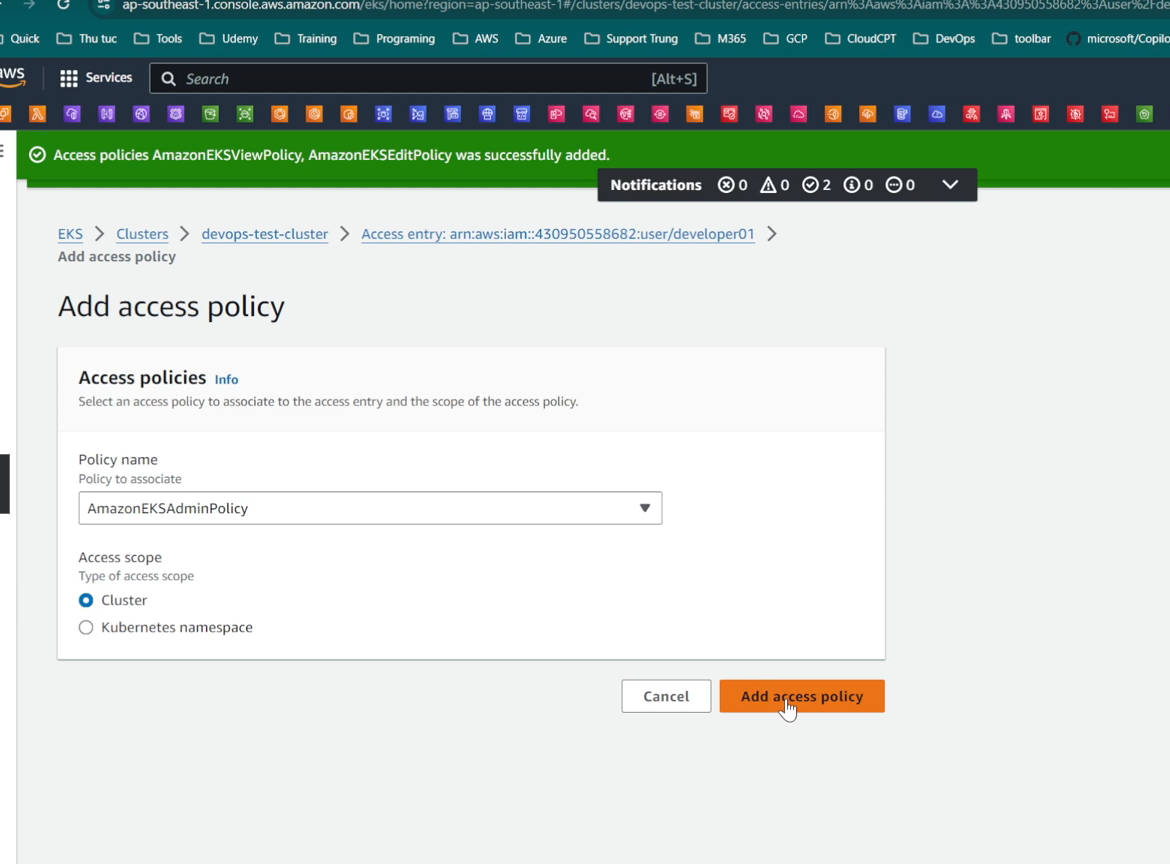 ap-southeast-1.console.aws.amazon.com/eks/home?region=ap-southeast-1#/clusters/devops-test-cluster/access-entries/arn%3Aaws%3Aiam%3A%3A430950558682%3Auser%2Fde
Quick Thu tuc Tools Udemy Training Programing AWS Azure Support Trung M365 GCP CloudCPT DevOps toolbar microsoft/Copilo
aws Services Search [Alt+S]
Access policies AmazonEKSViewPolicy, AmazonEKSEditPolicy was successfully added.
Notifications 0 0 2 0 0
EKS Clusters devops-test-cluster Access entry: arn:aws:iam::430950558682:user/developer01
Add access policy
Add access policy
Access policies Info
Select an access policy to associate to the access entry and the scope of the access policy.
Policy name
Policy to associate
AmazonEKSAdminPolicy
Access scope
Type of access scope
Cluster
Kubernetes namespace
Cancel Add access policy